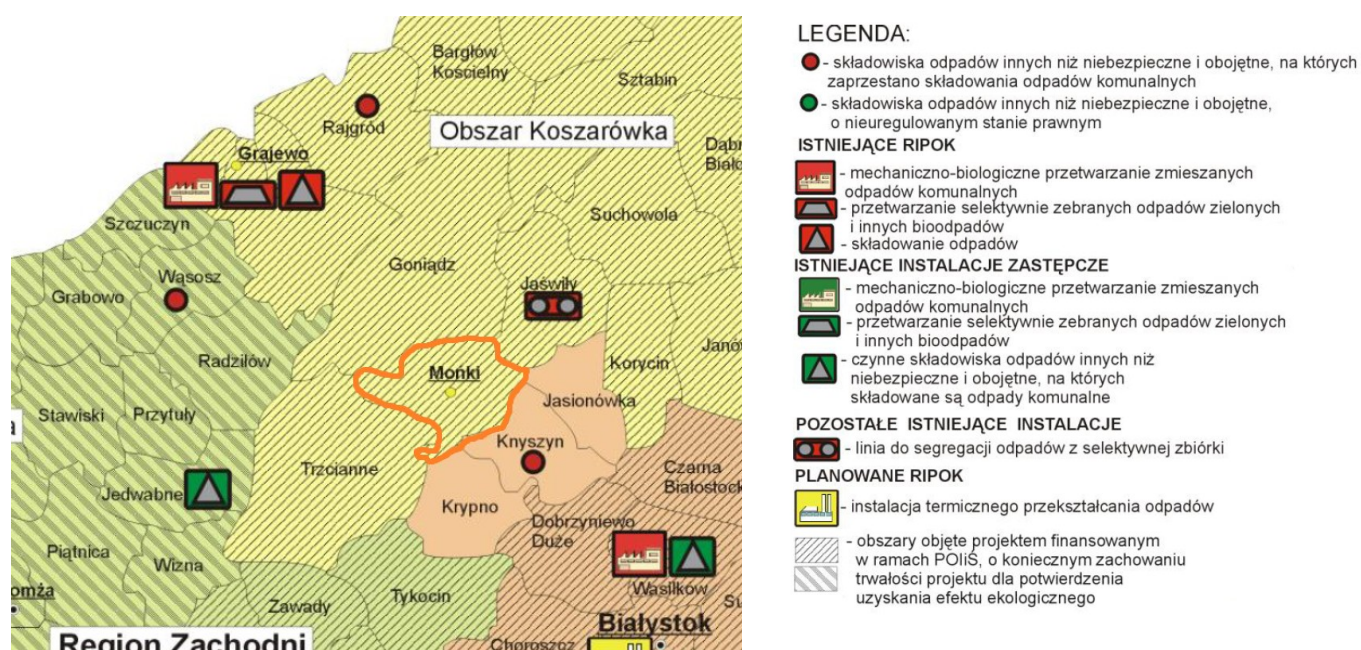 Bargłów
Koscielny
Sztabin
Rajgród
Obszar Koszarówka
Grajewo
Suchowola
Szczuczyn
Goniądz
Jaświły
Wąsosz
Grabowo
Radziłów
Korycin
Monki
Jasionówka
Stawiski
Przytuły
Knyszyn
Trzcianne
Czarna
Białostock
Jedwabne
Krypno
Dobrzyniewo
Duże
Piątnica
Wizna
omża
Wasilków
Zawady
Tykocin
Su
Białystok
Region Zachodni
Choroszcz
LEGENDA:
- składowiska odpadów innych niż niebezpieczne i obojętne, na których
zaprzestano składowania odpadów komunalnych
- składowiska odpadów innych niż niebezpieczne i obojętne,
o nieuregulowanym stanie prawnym
ISTNIEJĄCE RIPOK
- mechaniczno-biologiczne przetwarzanie zmieszanych
odpadów komunalnych
- przetwarzanie selektywnie zebranych odpadów zielonych
i innych bioodpadów
- składowanie odpadów
ISTNIEJĄCE INSTALACJE ZASTĘPCZE
- mechaniczno-biologiczne przetwarzanie zmieszanych
odpadów komunalnych
- przetwarzanie selektywnie zebranych odpadów zielonych
i innych bioodpadów
- czynne składowiska odpadów innych niż
niebezpieczne i obojętne, na których
składowane są odpady komunalne
POZOSTAŁE ISTNIEJĄCE INSTALACJE
- linia do segregacji odpadów z selektywnej zbiórki
PLANOWANE RIPOK
- instalacja termicznego przekształcania odpadów
- obszary objęte projektem finansowanym
w ramach POIiŚ, o koniecznym zachowaniu
trwałości projektu dla potwierdzenia
uzyskania efektu ekologicznego